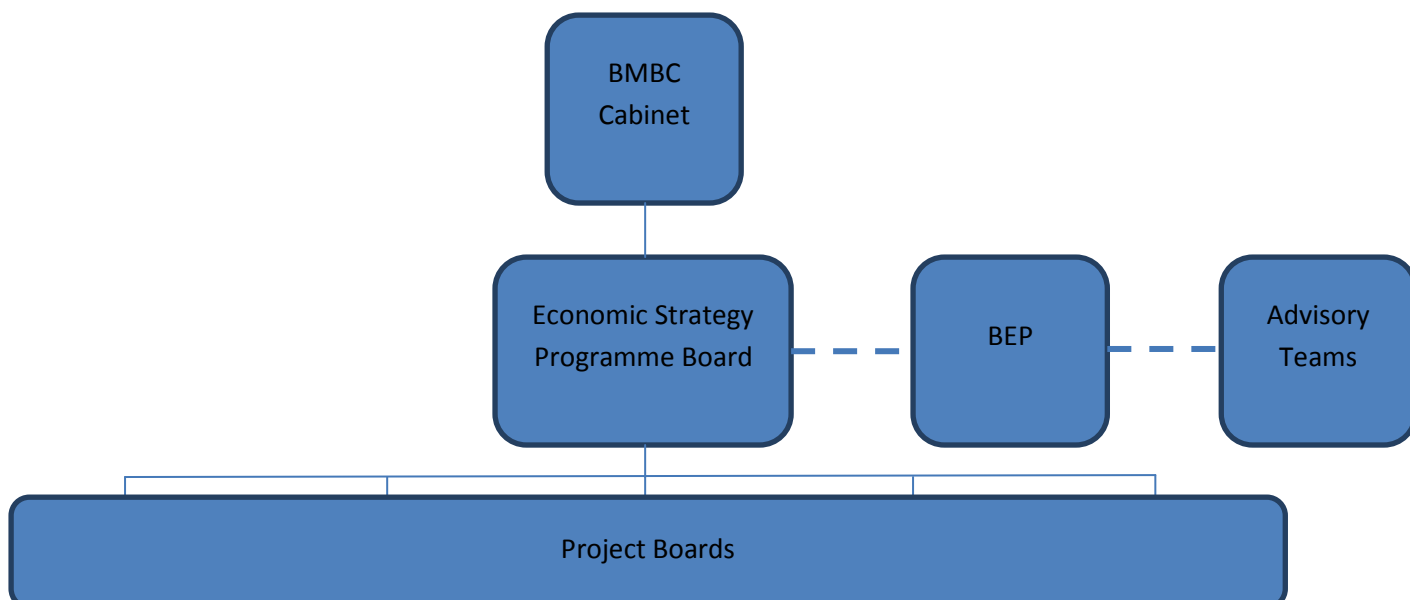 BMBC
Cabinet
Economic Strategy
Programme Board
BEP
Advisory
Teams
Project Boards